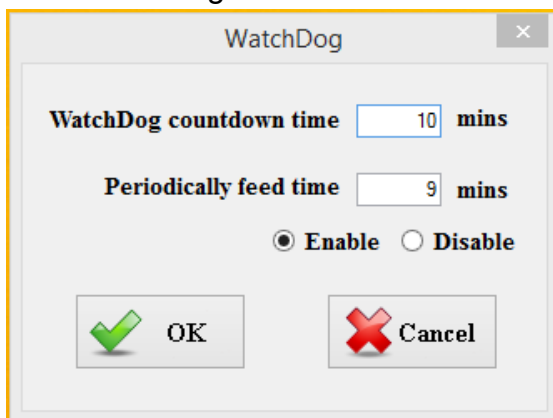 WatchDog
WatchDog countdown time 10 mins
Periodically feed time 9 mins
Enable Disable
OK Cancel